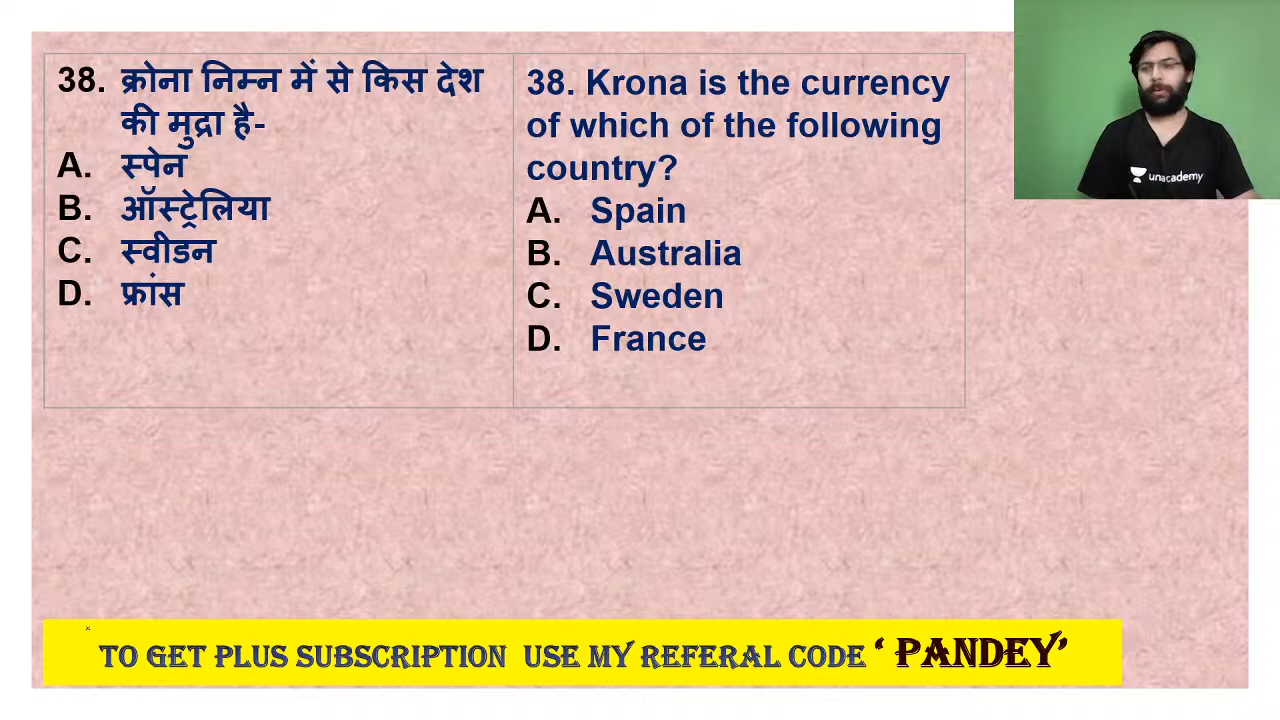 38. क्रोना निम्न में से किस देश
की मुद्रा है-
A. स्पेन
B. ऑस्ट्रेलिया
C. स्वीडन
D. फ्रांस
38. Krona is the currency
of which of the following
country?
A. Spain
B. Australia
C. Sweden
D. France
unacademy
TO GET PLUS SUBSCRIPTION USE MY REFERAL CODE ‘ PANDEY’